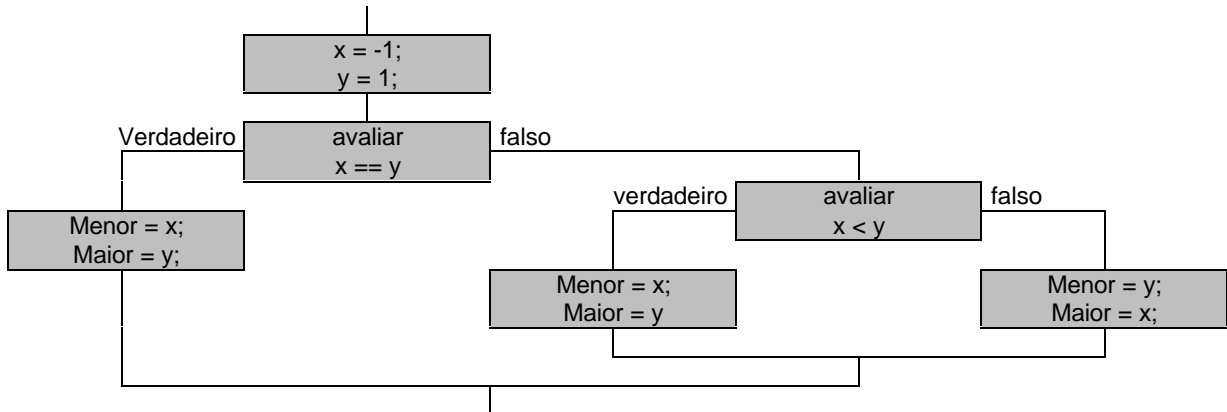 x = -1;
y = 1;
Verdadeiro
avaliar
x == y
falso
verdadeiro
avaliar
x < y
falso
Menor = x;
Maior = y;
Menor = x;
Maior = y
Menor = y;
Maior = x;